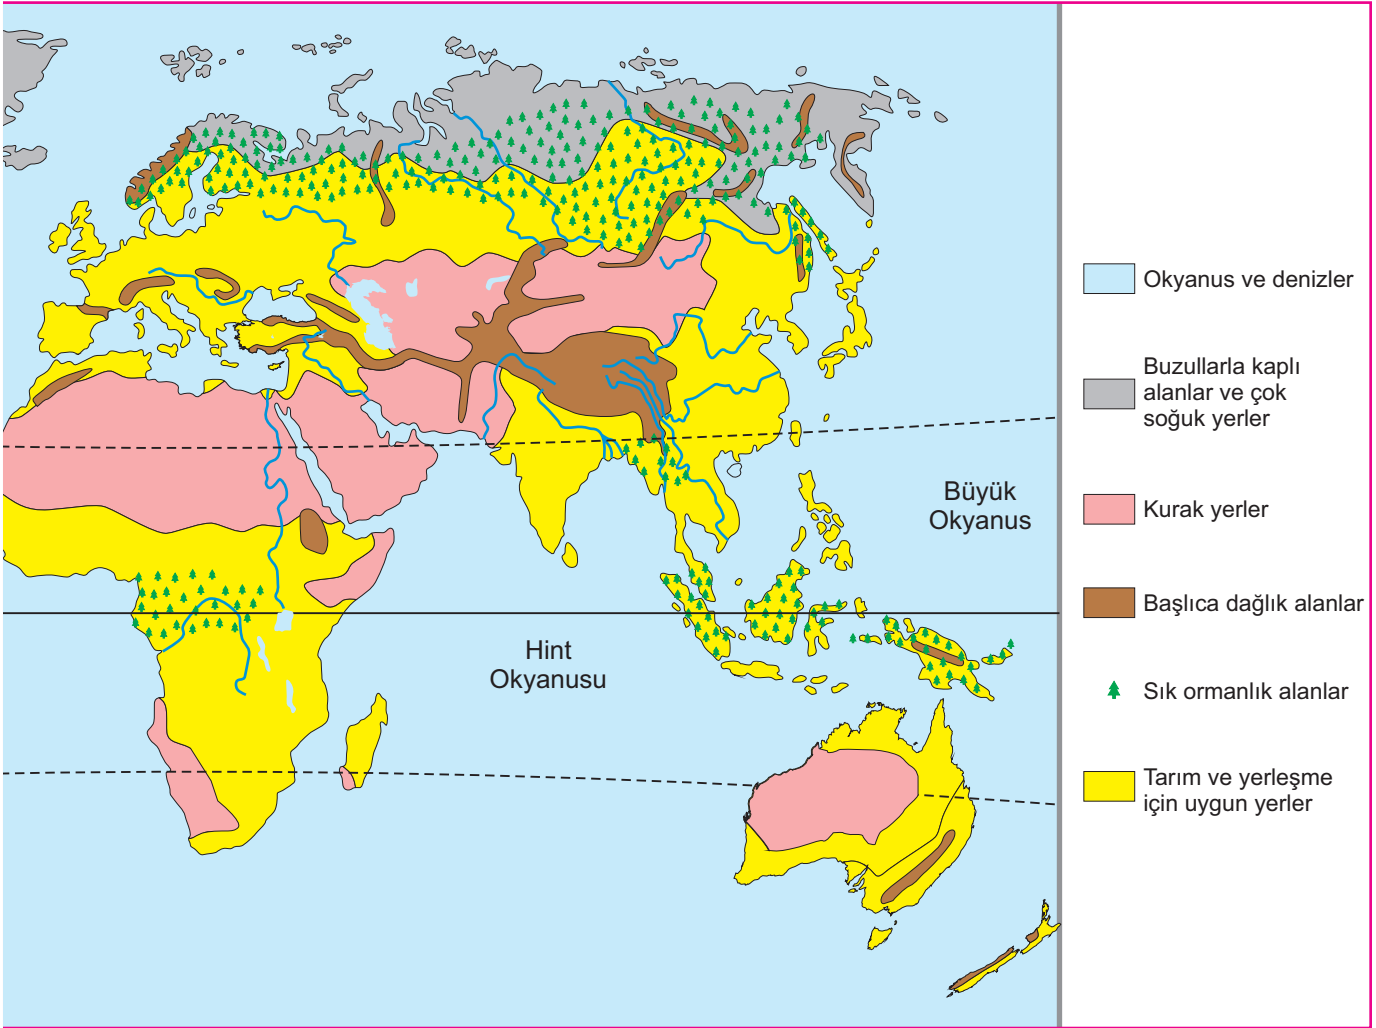 Büyük
Okyanus
Hint
Okyanusu
Okyanus ve denizler
Buzullarla kaplı
alanlar ve çok
soğuk yerler
Kurak yerler
Başlıca dağlık alanlar
Sık ormanlık alanlar
Tarım ve yerleşme
için uygun yerler